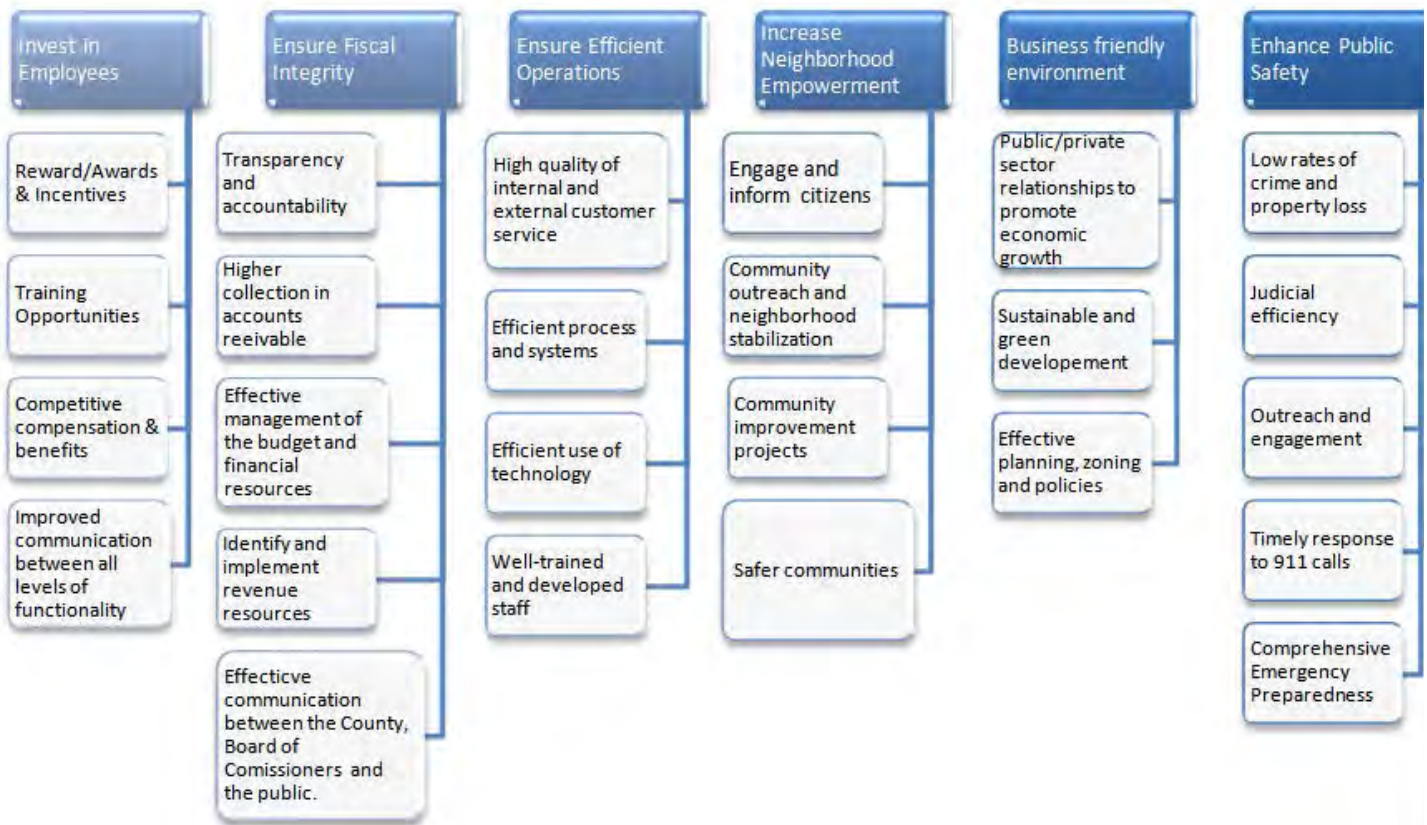 Invest in
Employees
Reward/Awards
& Incentives
Training
Opportunities
Competitive
compensation &
benefits
Improved
communication
between all
levels of
functionality
Ensure Fiscal
Integrity
Transparency
and
accountability
Higher
collection in
accounts
reeivable
Effective
management of
the budget and
financial
resources
Identify and
implement
revenue
resources
Effecticve
communication
between the County,
Board of
Comissioners and
the public.
Ensure Efficient
Operations
High quality of
internal and
external customer
service
Efficient process
and systems
Efficient use of
technology
Well-trained
and developed
staff
Increase
Neighborhood
Empowerment
Engage and
inform citizens
Community
outreach and
neighborhood
stabilization
Community
improvement
projects
Safer communities
Business friendly
environment
Public/private
sector
relationships to
promote
economic
growth
Sustainable and
green
developement
Effective
planning, zoning
and policies
Enhance Public
Safety
Low rates of
crime and
property loss
Judicial
efficiency
Outreach and
engagement
Timely response
to 911 calls
Comprehensive
Emergency
Preparedness